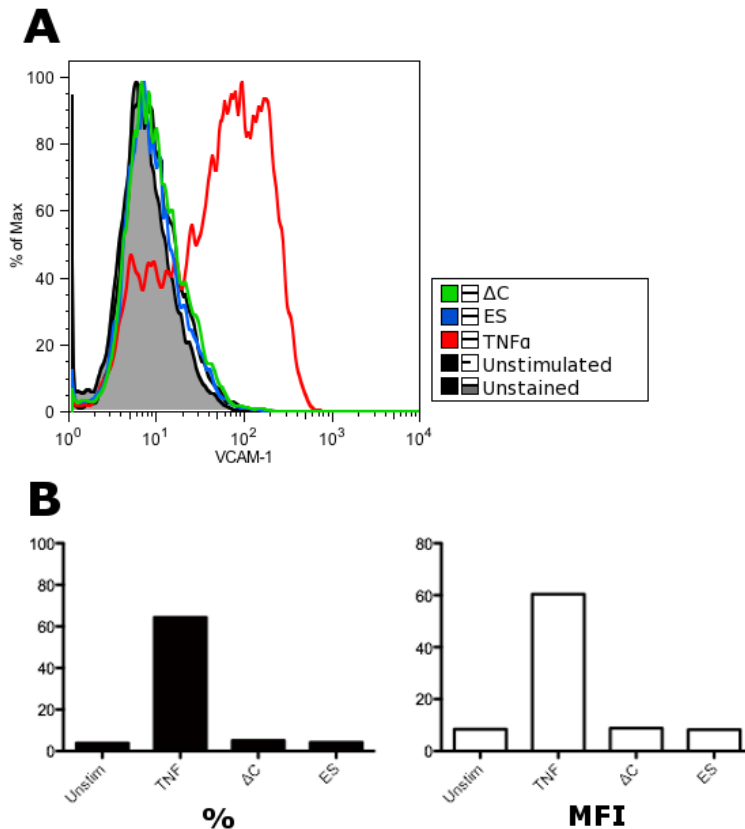 A
100
80
60
40
20
0
% of Max
10^0 10^1 10^2 10^3 10^4
VCAM-1
ΔC
ES
TNFα
Unstimulated
Unstained
B
100
80
60
40
20
0
Unstim TNF ΔC ES
%
80
60
40
20
0
Unstim TNF ΔC ES
MFI